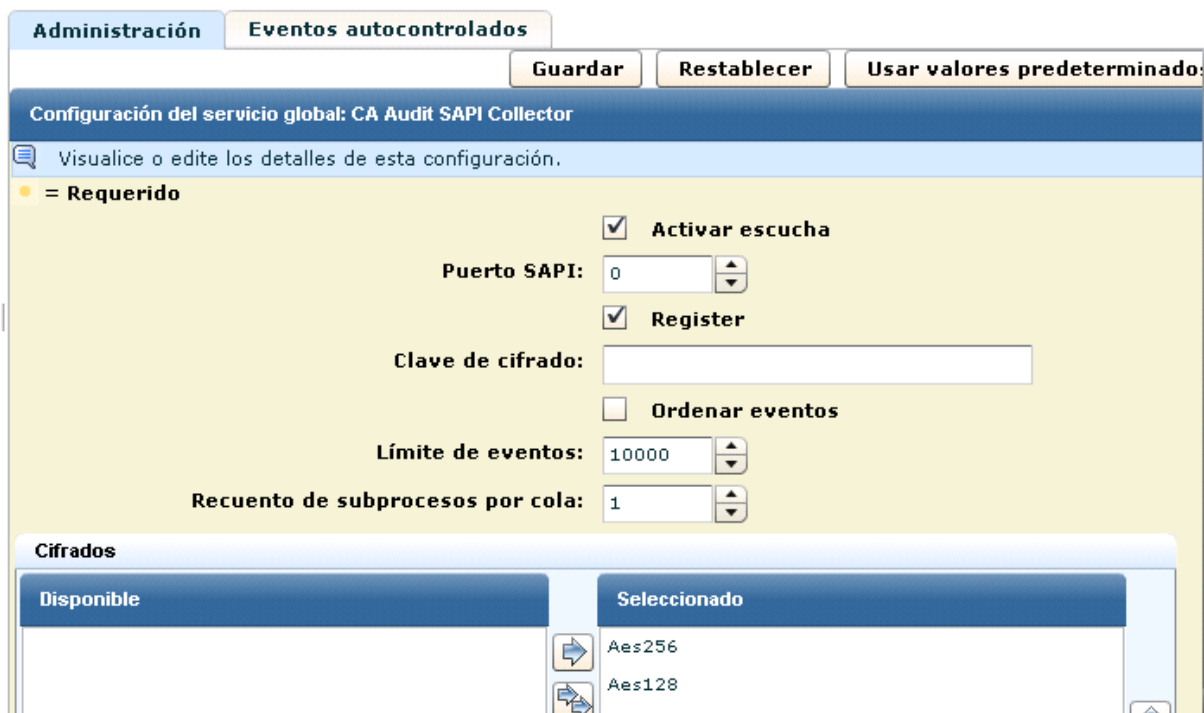 Administración
Eventos autocontrolados
Guardar
Restablecer
Usar valores predeterminados
Configuración del servicio global: CA Audit SAPI Collector
Visualice o edite los detalles de esta configuración.
= Requerido
Activar escucha
Puerto SAPI: 0
Register
Clave de cifrado:
Ordenar eventos
Límite de eventos: 10000
Recuento de subprocesos por cola: 1
Cifrados
Disponible
Seleccionado
Aes256
Aes128